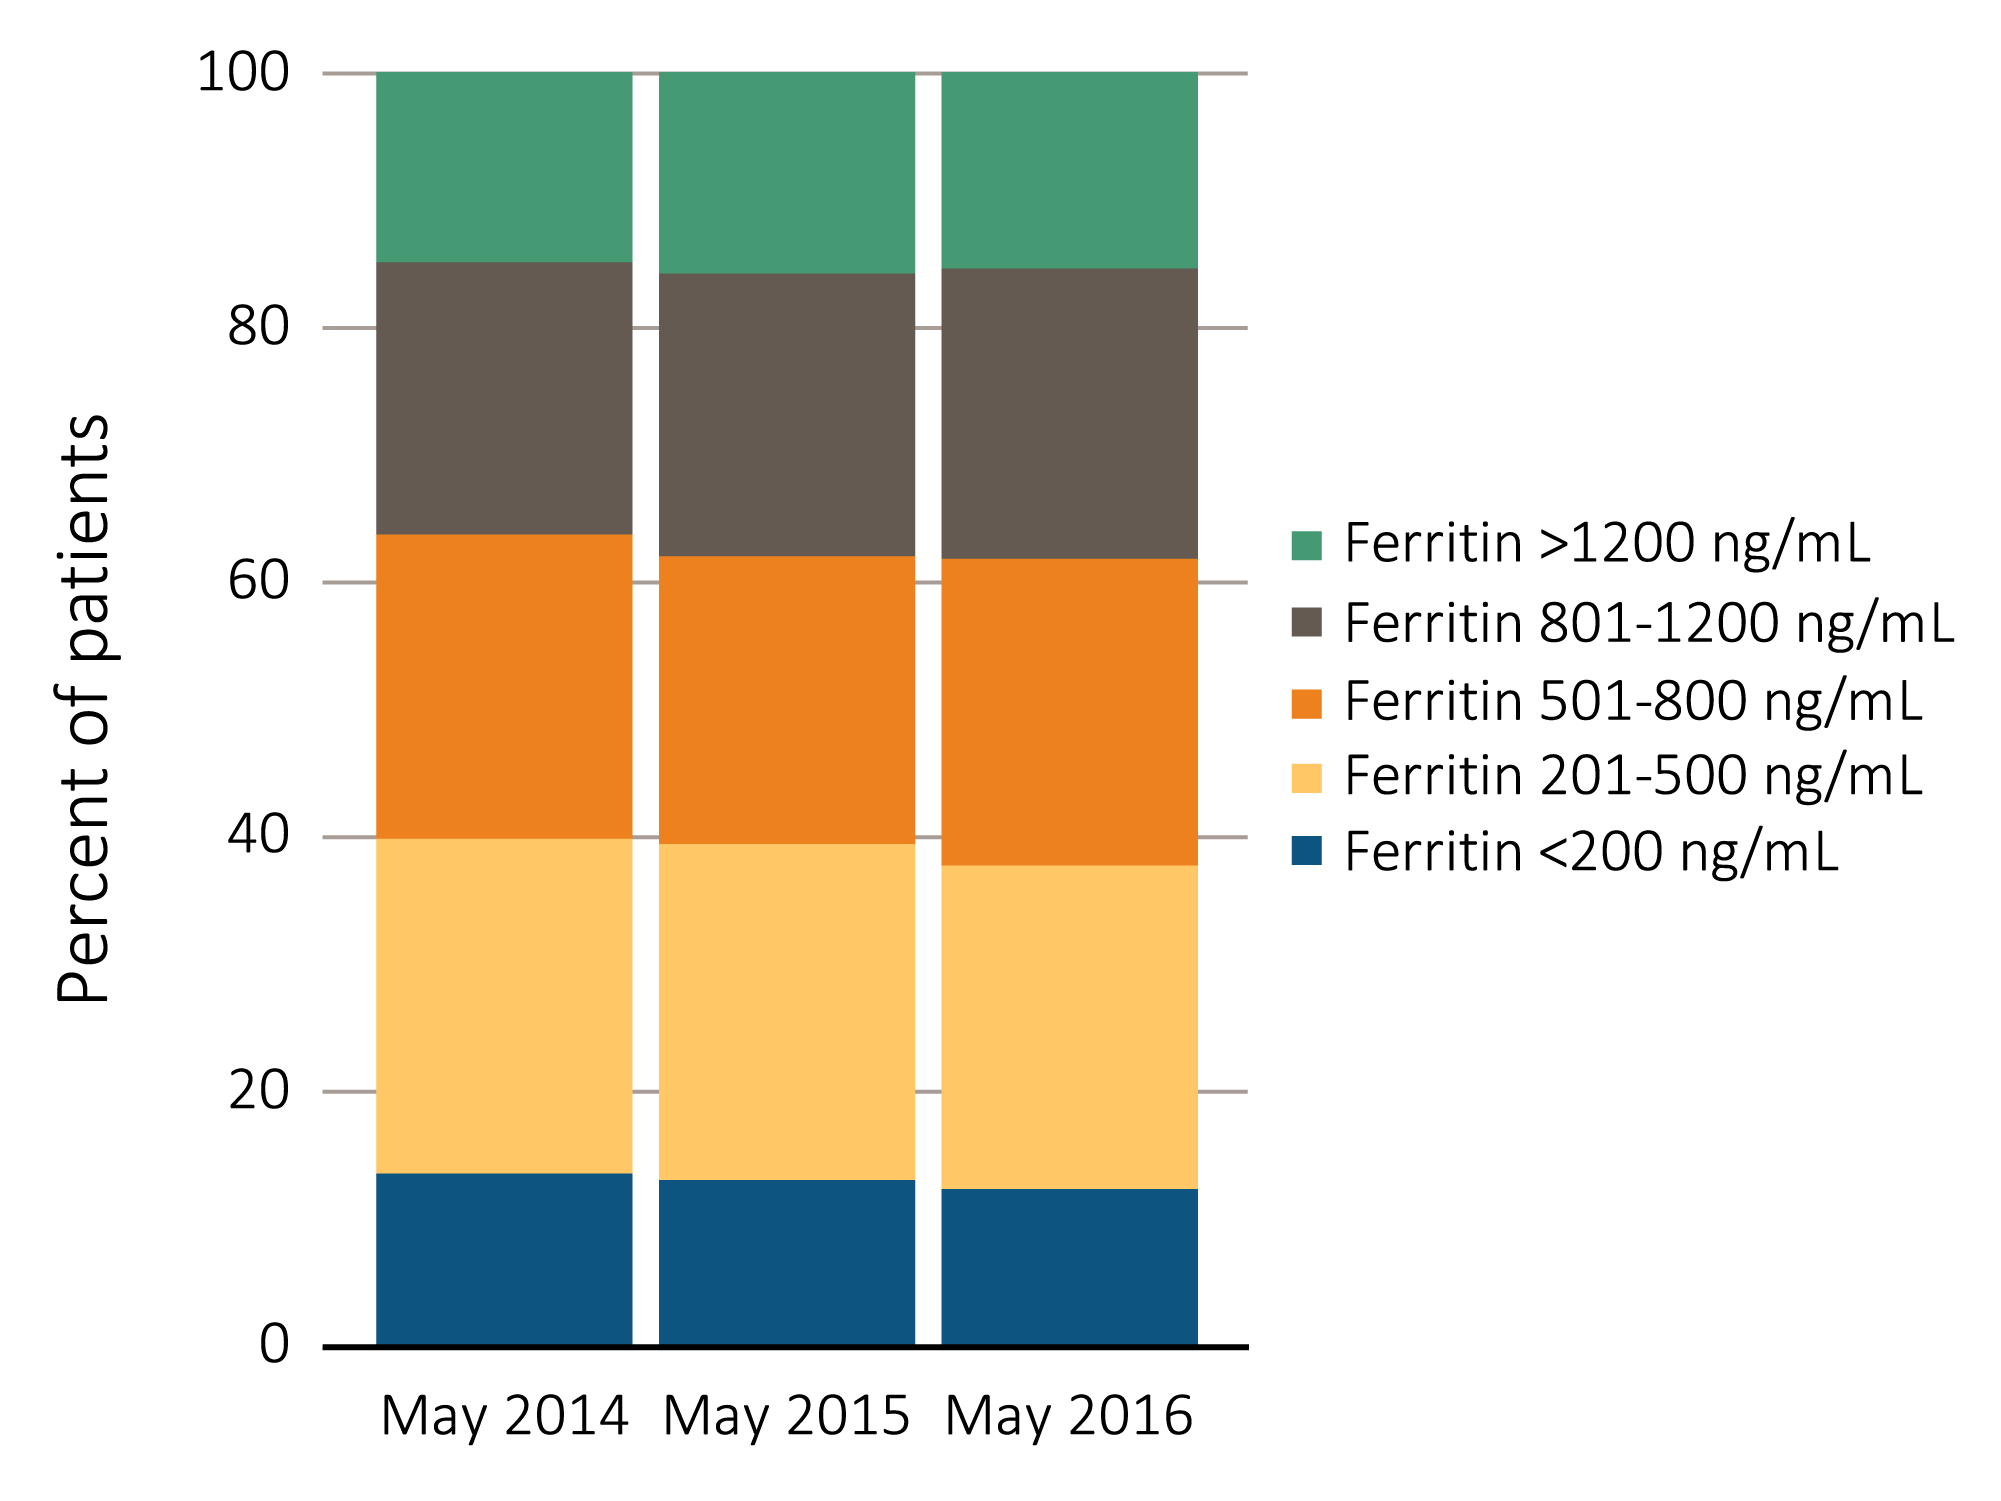 Percent of patients
100
80
60
40
20
0
May 2014
May 2015
May 2016
Ferritin >1200 ng/mL
Ferritin 801-1200 ng/mL
Ferritin 501-800 ng/mL
Ferritin 201-500 ng/mL
Ferritin <200 ng/mL